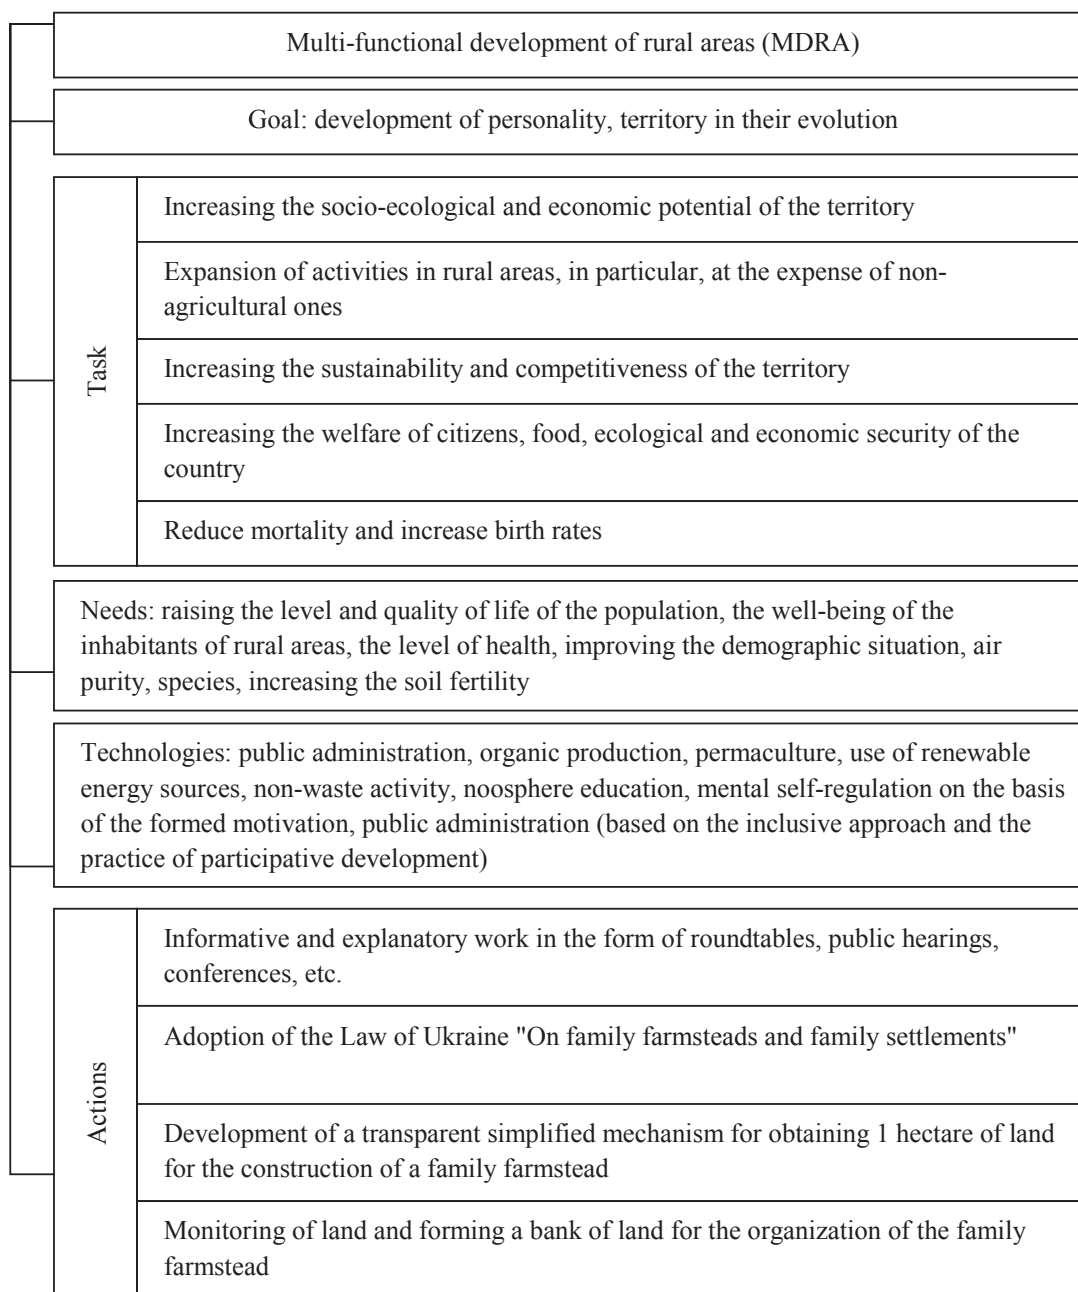 Multi-functional development of rural areas (MDRA)
Goal: development of personality, territory in their evolution
Task
Increasing the socio-ecological and economic potential of the territory
Expansion of activities in rural areas, in particular, at the expense of non-
agricultural ones
Increasing the sustainability and competitiveness of the territory
Increasing the welfare of citizens, food, ecological and economic security of the
country
Reduce mortality and increase birth rates
Needs: raising the level and quality of life of the population, the well-being of the
inhabitants of rural areas, the level of health, improving the demographic situation, air
purity, species, increasing the soil fertility
Technologies: public administration, organic production, permaculture, use of renewable
energy sources, non-waste activity, noosphere education, mental self-regulation on the basis
of the formed motivation, public administration (based on the inclusive approach and the
practice of participative development)
Actions
Informative and explanatory work in the form of roundtables, public hearings,
conferences, etc.
Adoption of the Law of Ukraine "On family farmsteads and family settlements"
Development of a transparent simplified mechanism for obtaining 1 hectare of land
for the construction of a family farmstead
Monitoring of land and forming a bank of land for the organization of the family
farmstead